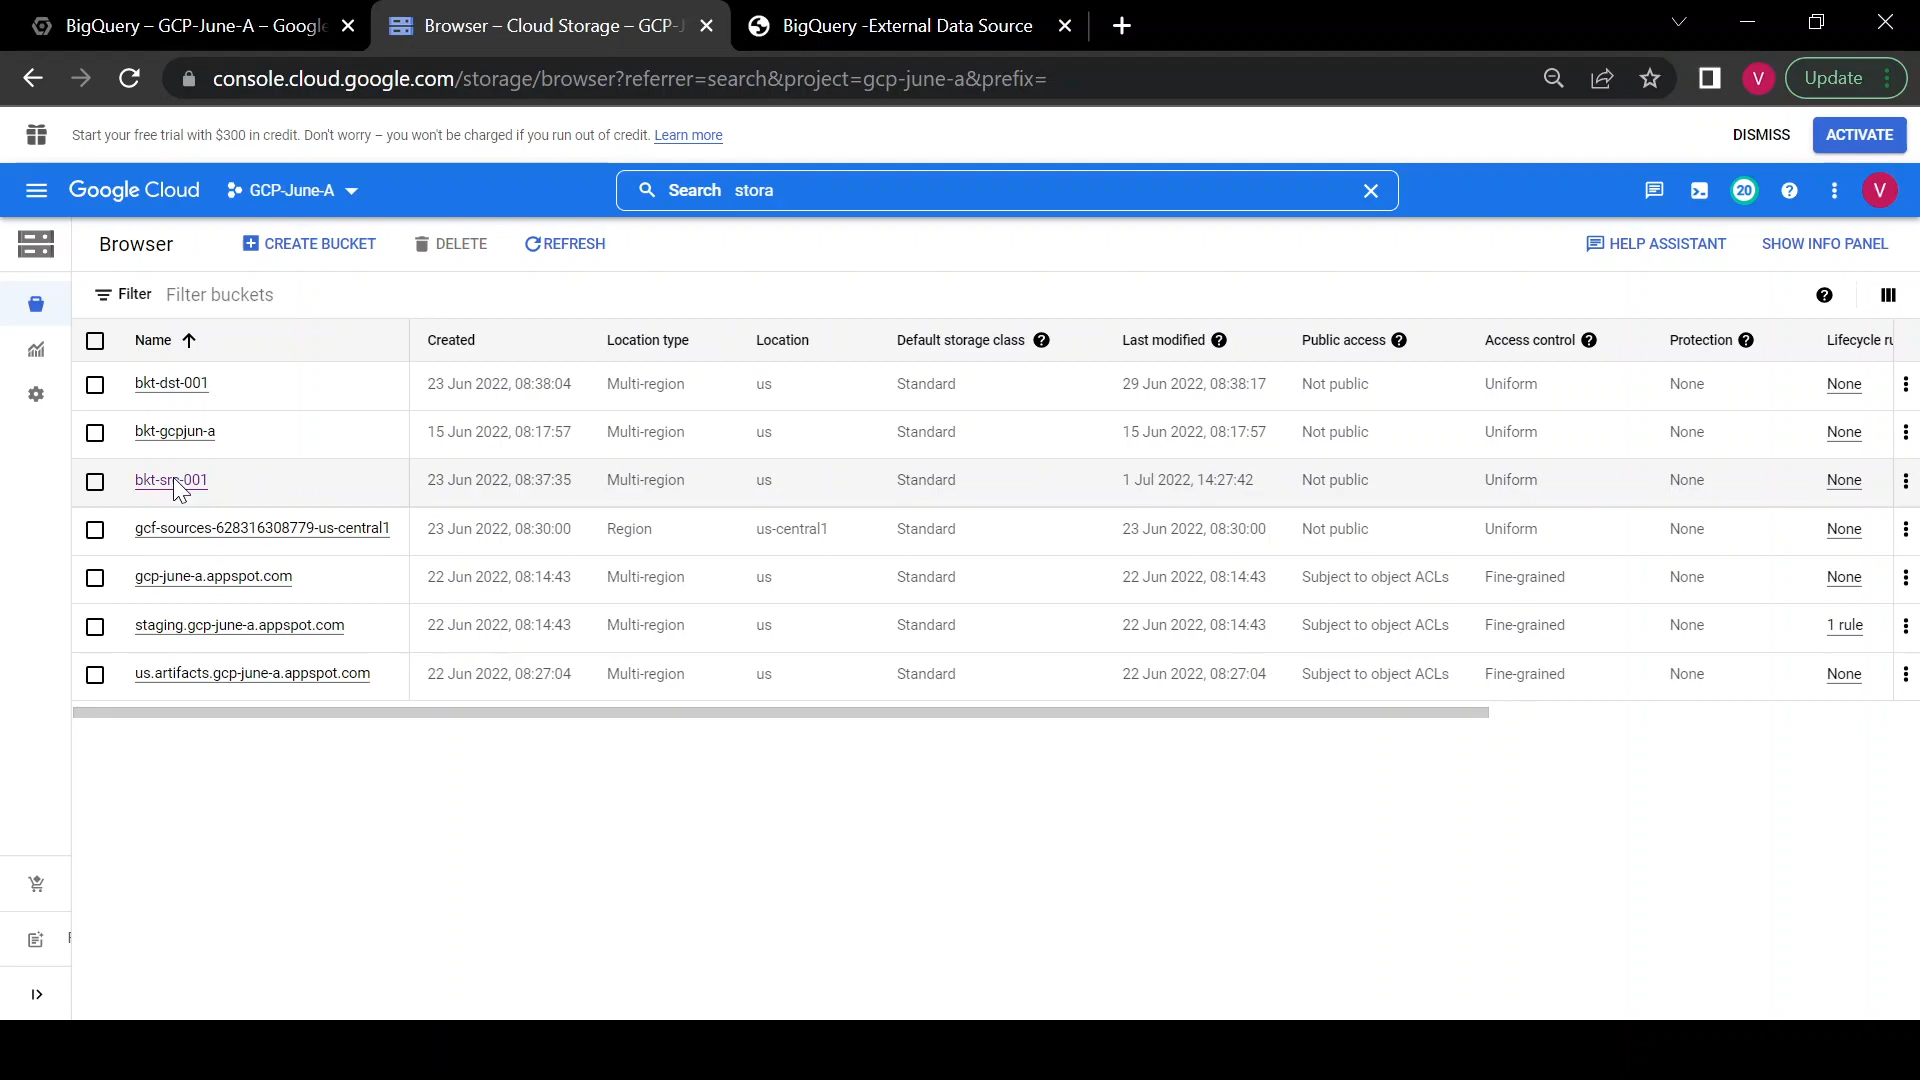 BigQuery – GCP-June-A – Google
Browser – Cloud Storage – GCP-J
BigQuery -External Data Source
console.cloud.google.com/storage/browser?referrer=search&project=gcp-june-a&prefix=
V
Update
Start your free trial with $300 in credit. Don't worry – you won't be charged if you run out of credit. Learn more
DISMISS
ACTIVATE
Google Cloud
GCP-June-A
Search stora
20
V
Browser
CREATE BUCKET
DELETE
REFRESH
HELP ASSISTANT
SHOW INFO PANEL
Filter Filter buckets
Name Created Location type Location Default storage class Last modified Public access Access control Protection Lifecycle ru
bkt-dst-001 23 Jun 2022, 08:38:04 Multi-region us Standard 29 Jun 2022, 08:38:17 Not public Uniform None None
bkt-gcpjun-a 15 Jun 2022, 08:17:57 Multi-region us Standard 15 Jun 2022, 08:17:57 Not public Uniform None None
bkt-src-001 23 Jun 2022, 08:37:35 Multi-region us Standard 1 Jul 2022, 14:27:42 Not public Uniform None None
gcf-sources-628316308779-us-central1 23 Jun 2022, 08:30:00 Region us-central1 Standard 23 Jun 2022, 08:30:00 Not public Uniform None None
gcp-june-a.appspot.com 22 Jun 2022, 08:14:43 Multi-region us Standard 22 Jun 2022, 08:14:43 Subject to object ACLs Fine-grained None None
staging.gcp-june-a.appspot.com 22 Jun 2022, 08:14:43 Multi-region us Standard 22 Jun 2022, 08:14:43 Subject to object ACLs Fine-grained None 1 rule
us.artifacts.gcp-june-a.appspot.com 22 Jun 2022, 08:27:04 Multi-region us Standard 22 Jun 2022, 08:27:04 Subject to object ACLs Fine-grained None None